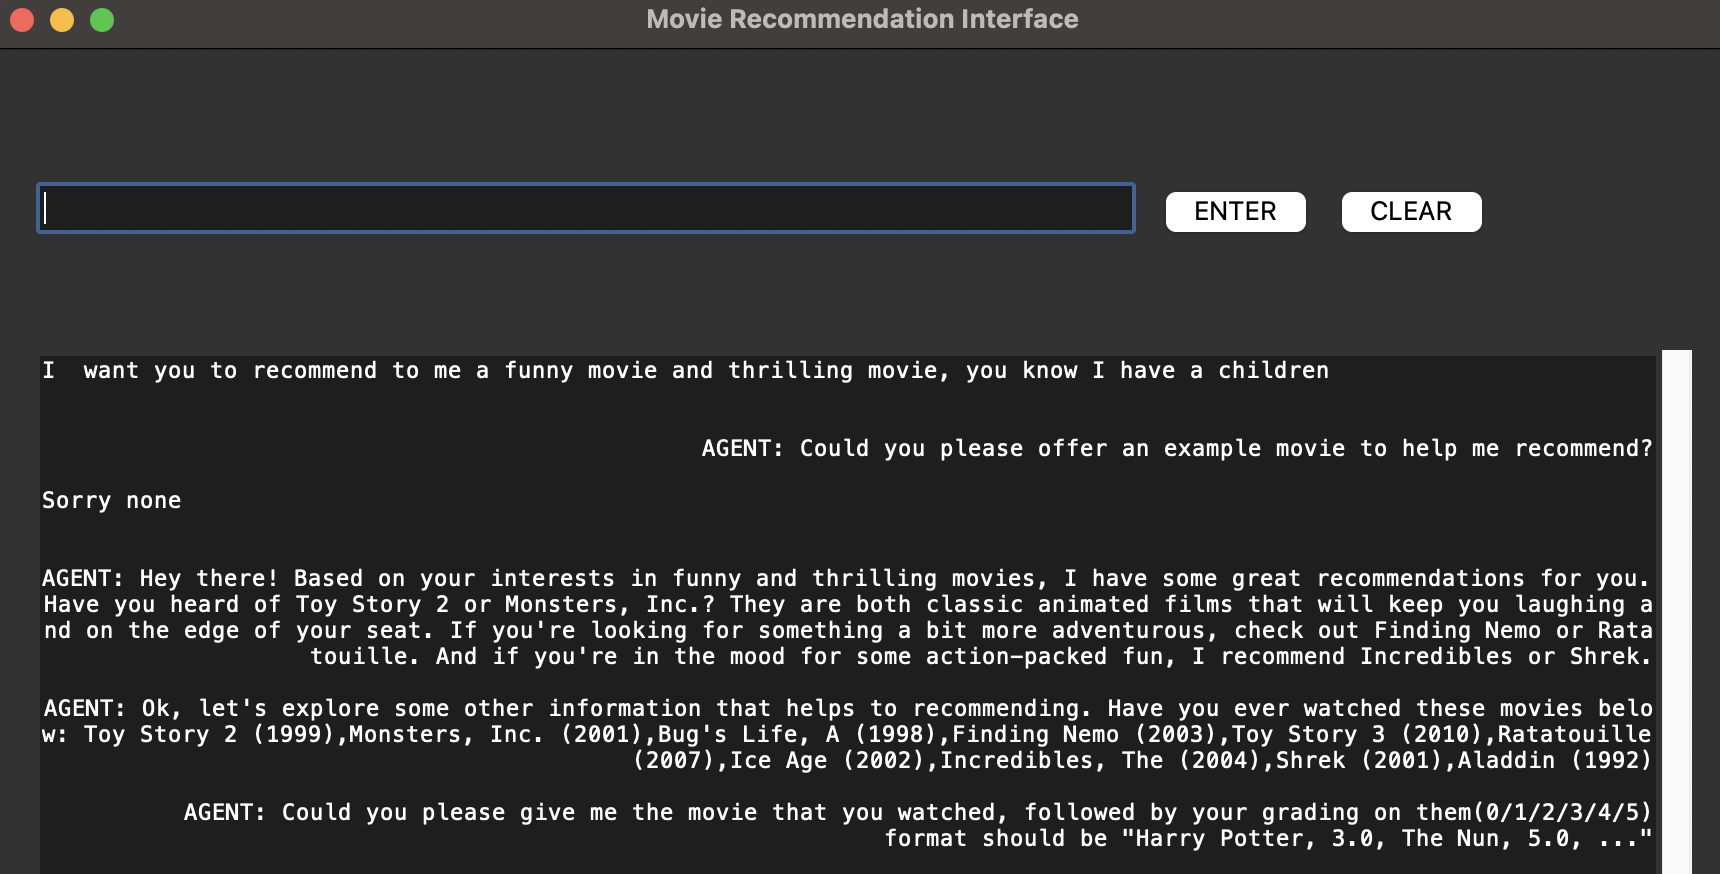 Movie Recommendation Interface
ENTER
CLEAR
I  want you to recommend to me a funny movie and thrilling movie, you know I have a children
AGENT: Could you please offer an example movie to help me recommend?
Sorry none
AGENT: Hey there! Based on your interests in funny and thrilling movies, I have some great recommendations for you.
Have you heard of Toy Story 2 or Monsters, Inc.? They are both classic animated films that will keep you laughing a
nd on the edge of your seat. If you're looking for something a bit more adventurous, check out Finding Nemo or Rata
touille. And if you're in the mood for some action-packed fun, I recommend Incredibles or Shrek.
AGENT: Ok, let's explore some other information that helps to recommending. Have you ever watched these movies belo
w: Toy Story 2 (1999),Monsters, Inc. (2001),Bug's Life, A (1998),Finding Nemo (2003),Toy Story 3 (2010),Ratatouille
(2007),Ice Age (2002),Incredibles, The (2004),Shrek (2001),Aladdin (1992)
AGENT: Could you please give me the movie that you watched, followed by your grading on them(0/1/2/3/4/5)
format should be "Harry Potter, 3.0, The Nun, 5.0, ..."